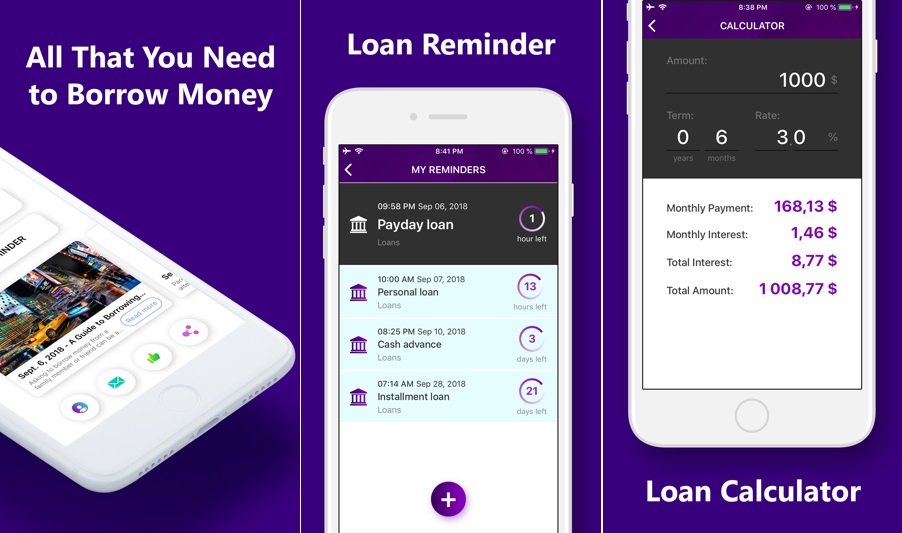 All That You Need
to Borrow Money
INDER
Se
Sept. 6, 2018 - A Guide to Borrowing...
Asking to borrow money from a
family member or friend can be a...
Read more
Loan Reminder
8:41 PM
100 %
MY REMINDERS
09:58 PM Sep 06, 2018
Payday loan
Loans
1
hour left
10:00 AM Sep 07, 2018
Personal loan
Loans
13
hours left
08:25 PM Sep 10, 2018
Cash advance
Loans
3
days left
07:14 AM Sep 28, 2018
Installment loan
Loans
21
days left
+
8:38 PM
100 %
CALCULATOR
Amount:
1000 $
Term:
Rate:
0 6
3.0 %
years months
Monthly Payment: 168,13 $
Monthly Interest: 1,46 $
Total Interest: 8,77 $
Total Amount: 1 008,77 $
Loan Calculator